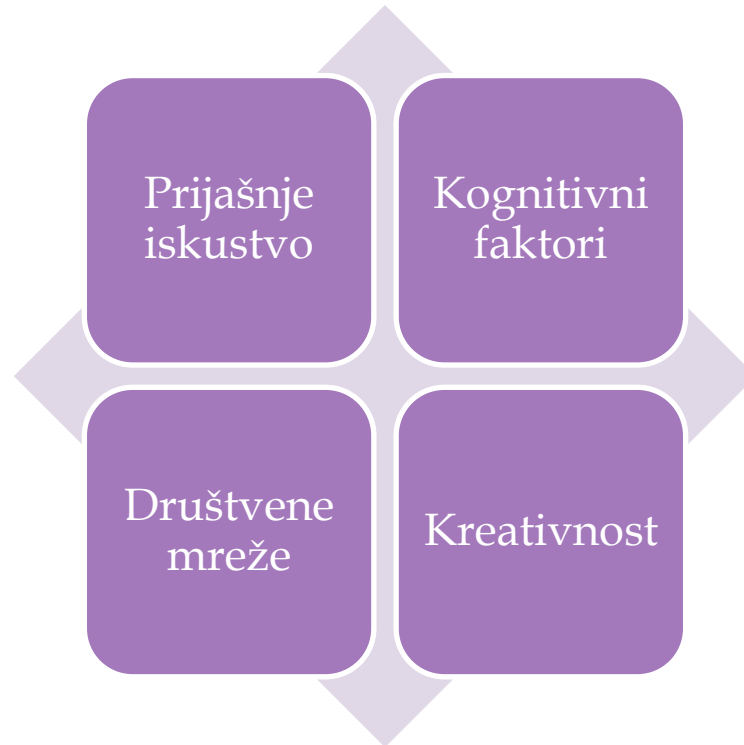 Prijašnje
iskustvo
Kognitivni
faktori
Društvene
mreže
Kreativnost